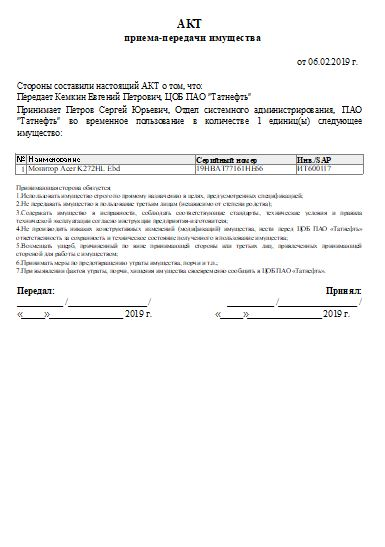 АКТ
приема-передачи имущества
от 06.02.2019 г.
Стороны составили настоящий АКТ о том, что:
Передает Кемкин Евгений Петрович, ЦОБ ПАО "Татнефть"
Принимает Петров Сергей Юрьевич, Отдел системного администрирования, ПАО
"Татнефть" во временное пользование в количестве 1 единиц(ы) следующее
имущество:
№ Наименование Серийный номер Инв./SAP
1 Монитор Acer K272HL Ebd 19HBAT77161HE66 ИТ600117
Принимающая сторона обязуется:
1.Использовать имущество строго по прямому назначению в целях, предусмотренных спецификацией;
2.Не передавать имущество в пользование третьим лицам (независимо от степени родства);
3.Содержать имущество в исправности, соблюдать соответствующие стандарты, технические условия и правила
технической эксплуатации согласно инструкции предприятия-изготовителя;
4.Не производить никаких конструктивных изменений (модификаций) имущества, нести перед ЦОБ ПАО «Татнефть»
ответственность за сохранность и техническое состояние полученного в пользование имущества;
5.Возмещать ущерб, причиненный по вине принимающей стороны или третьих лиц, привлеченных принимающей
стороной для работы с имуществом;
6.Принимать меры по предотвращению утраты имущества, порчи и т.п.;
7.При выявлении фактов утраты, порчи, хищения имущества своевременно сообщить в ЦОБ ПАО «Татнефть».
Передал: Принял:
__________ /_________________/ __________ /_________________/
«____»________________ 2019 г. «____»________________ 2019 г.